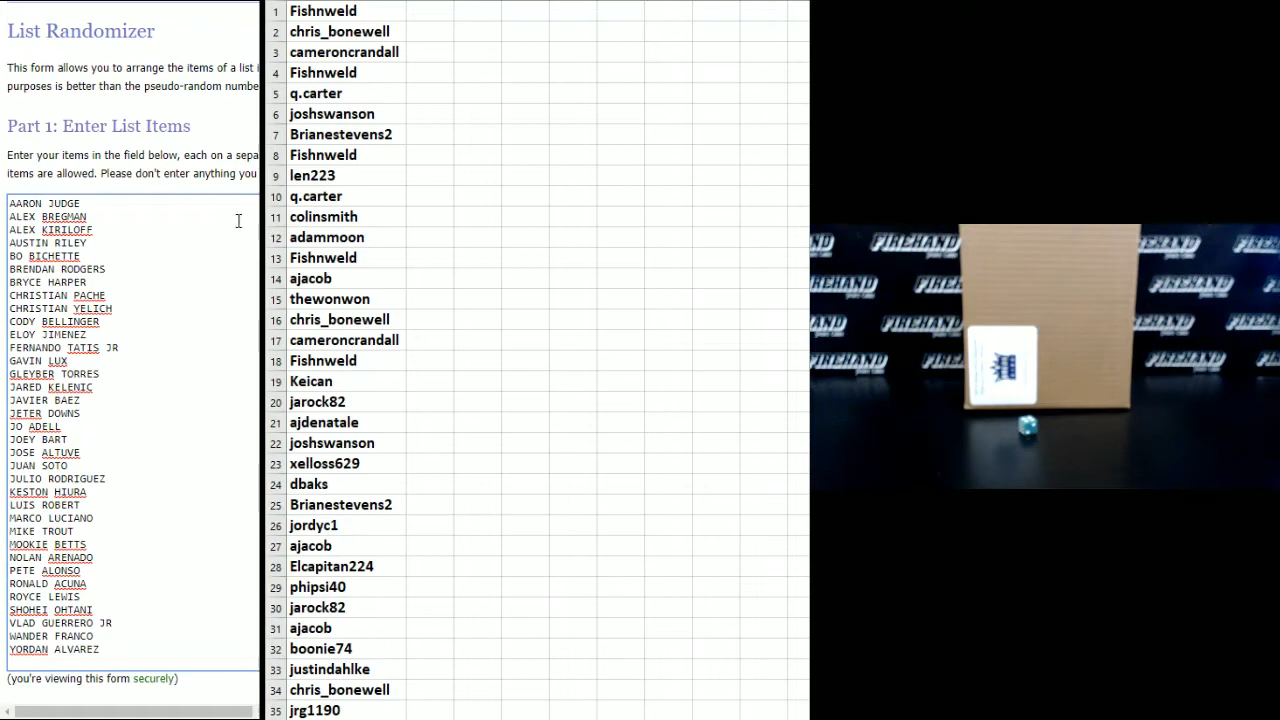 List Randomizer
This form allows you to arrange the items of a list i
purposes is better than the pseudo-random numbe
Part 1: Enter List Items
Enter your items in the field below, each on a sepa
items are allowed. Please don't enter anything you
AARON JUDGE
ALEX BREGMAN
ALEX KIRILOFF
AUSTIN RILEY
BO BICHETTE
BRENDAN RODGERS
BRYCE HARPER
CHRISTIAN PACHE
CHRISTIAN YELICH
CODY BELLINGER
ELOY JIMENEZ
FERNANDO TATIS JR
GAVIN LUX
GLEYBER TORRES
JARED KELENIC
JAVIER BAEZ
JETER DOWNS
JO ADELL
JOEY BART
JOSE ALTUVE
JUAN SOTO
JULIO RODRIGUEZ
KESTON HIURA
LUIS ROBERT
MARCO LUCIANO
MIKE TROUT
MOOKIE BETTS
NOLAN ARENADO
PETE ALONSO
RONALD ACUNA
ROYCE LEWIS
SHOHEI OHTANI
VLAD GUERRERO JR
WANDER FRANCO
YORDAN ALVAREZ
(you're viewing this form securely)
1 Fishnweld
2 chris_bonewell
3 cameroncrandall
4 Fishnweld
5 q.carter
6 joshswanson
7 Brianestevens2
8 Fishnweld
9 len223
10 q.carter
11 colinsmith
12 adammoon
13 Fishnweld
14 ajacob
15 thewonwon
16 chris_bonewell
17 cameroncrandall
18 Fishnweld
19 Keican
20 jarock82
21 ajdenatale
22 joshswanson
23 xelloss629
24 dbaks
25 Brianestevens2
26 jordyc1
27 ajacob
28 Elcapitan224
29 phipsi40
30 jarock82
31 ajacob
32 boonie74
33 justindahlke
34 chris_bonewell
35 jrg1190
FIREHAND
FIREHAND
FIREHAND
FIREHAND
FIREHAND
FIREHAND